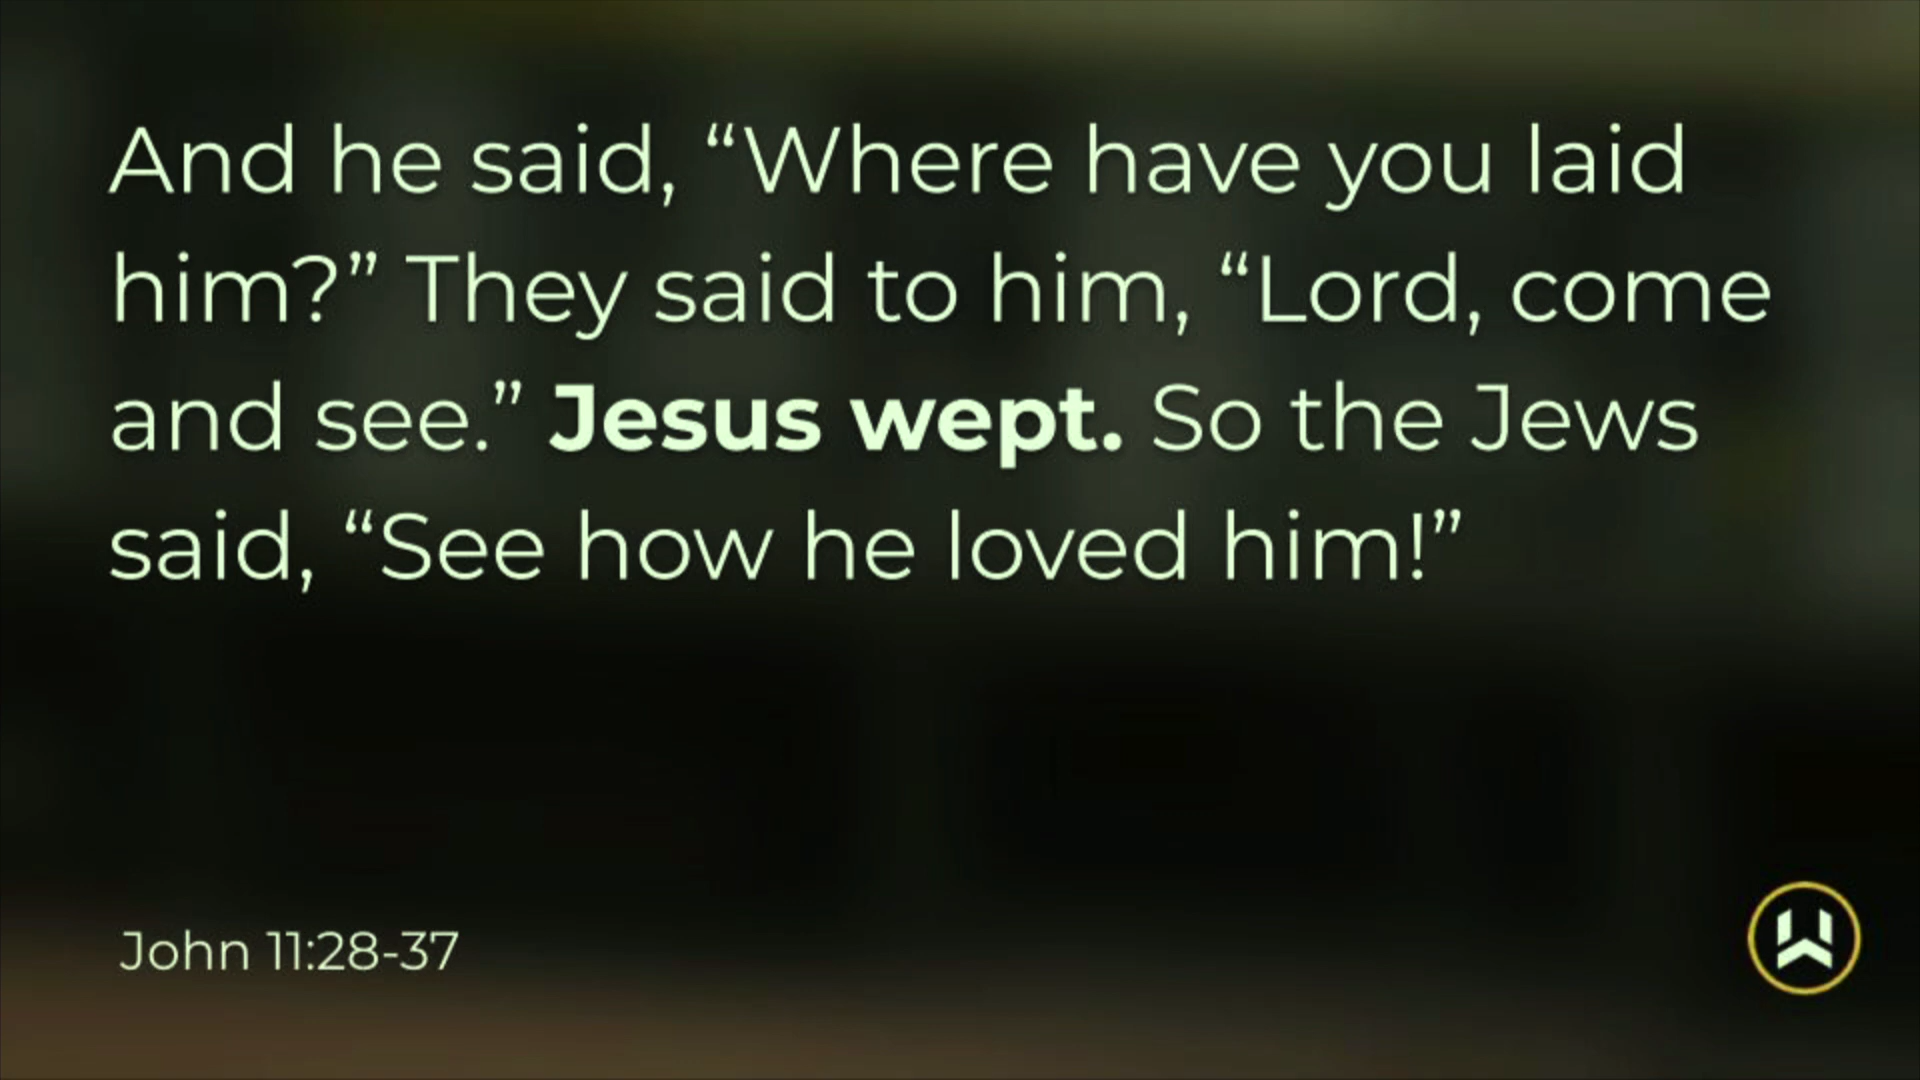 And he said, “Where have you laid
him?” They said to him, “Lord, come
and see.” Jesus wept. So the Jews
said, “See how he loved him!”
John 11:28-37